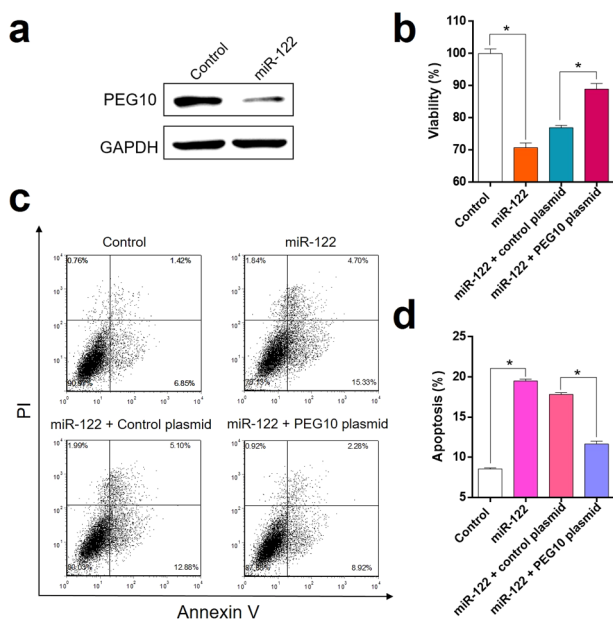 a
Control miR-122
PEG10
GAPDH
b
Viability (%)
100
90
80
70
60
Control
miR-122
miR-122 + control plasmid
miR-122 + PEG10 plasmid
*
*
c
PI
Annexin V
Control
0.76% 1.42%
6.85%
miR-122
1.84% 4.70%
15.33%
miR-122 + Control plasmid
1.99% 5.10%
12.88%
miR-122 + PEG10 plasmid
0.92% 2.28%
8.92%
d
Apoptosis (%)
25
20
15
10
5
Control
miR-122
miR-122 + control plasmid
miR-122 + PEG10 plasmid
*
*